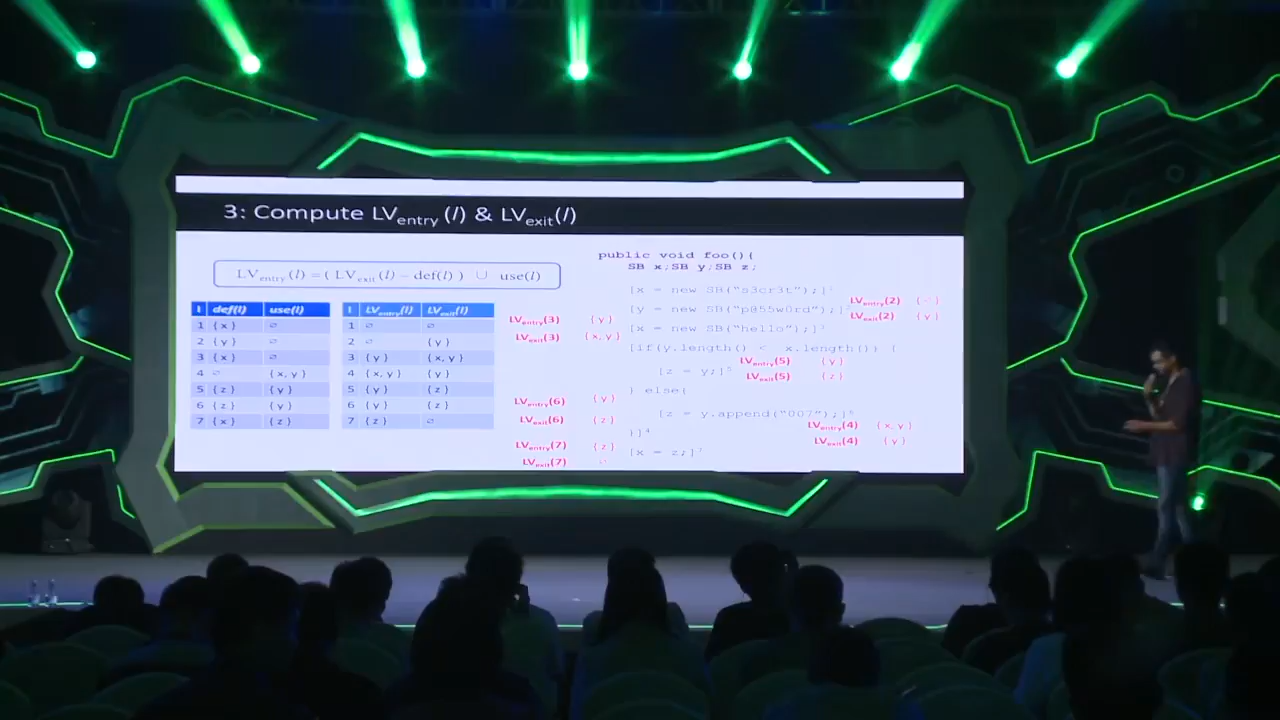 3: Compute LVentry (l) & LVexit(l)
LVentry(l) =( LVexit(l) – def(l) ) ∪ use(l)
l def(l) use(l)
1 {x} ∅
2 {y} ∅
3 {x} ∅
4 ∅ {x, y}
5 {z} {y}
6 {z} {y}
7 {x} {z}
l LVentry(l) LVexit(l)
1 ∅ ∅
2 ∅ {y}
3 {y} {x, y}
4 {x, y} {y}
5 {y} {z}
6 {y} {z}
7 {z} ∅
LVentry(3) {y}
LVexit(3) {x, y}
LVentry(6) {y}
LVexit(6) {z}
LVentry(7) {z}
LVexit(7)
public void foo(){
SB x;SB y;SB z;
[x = new SB("s3cr3t");]1
[y = new SB("p@55w0rd");]2
[x = new SB("hello");]3
[if(y.length() < x.length()) {
[z = y;]5
} else{
[z = y.append("007");]6
}]4
[x = z;]7
LVentry(2)
LVexit(2) {y}
LVentry(5) {y}
LVexit(5) {z}
LVentry(4) {x, y}
LVexit(4) {y}